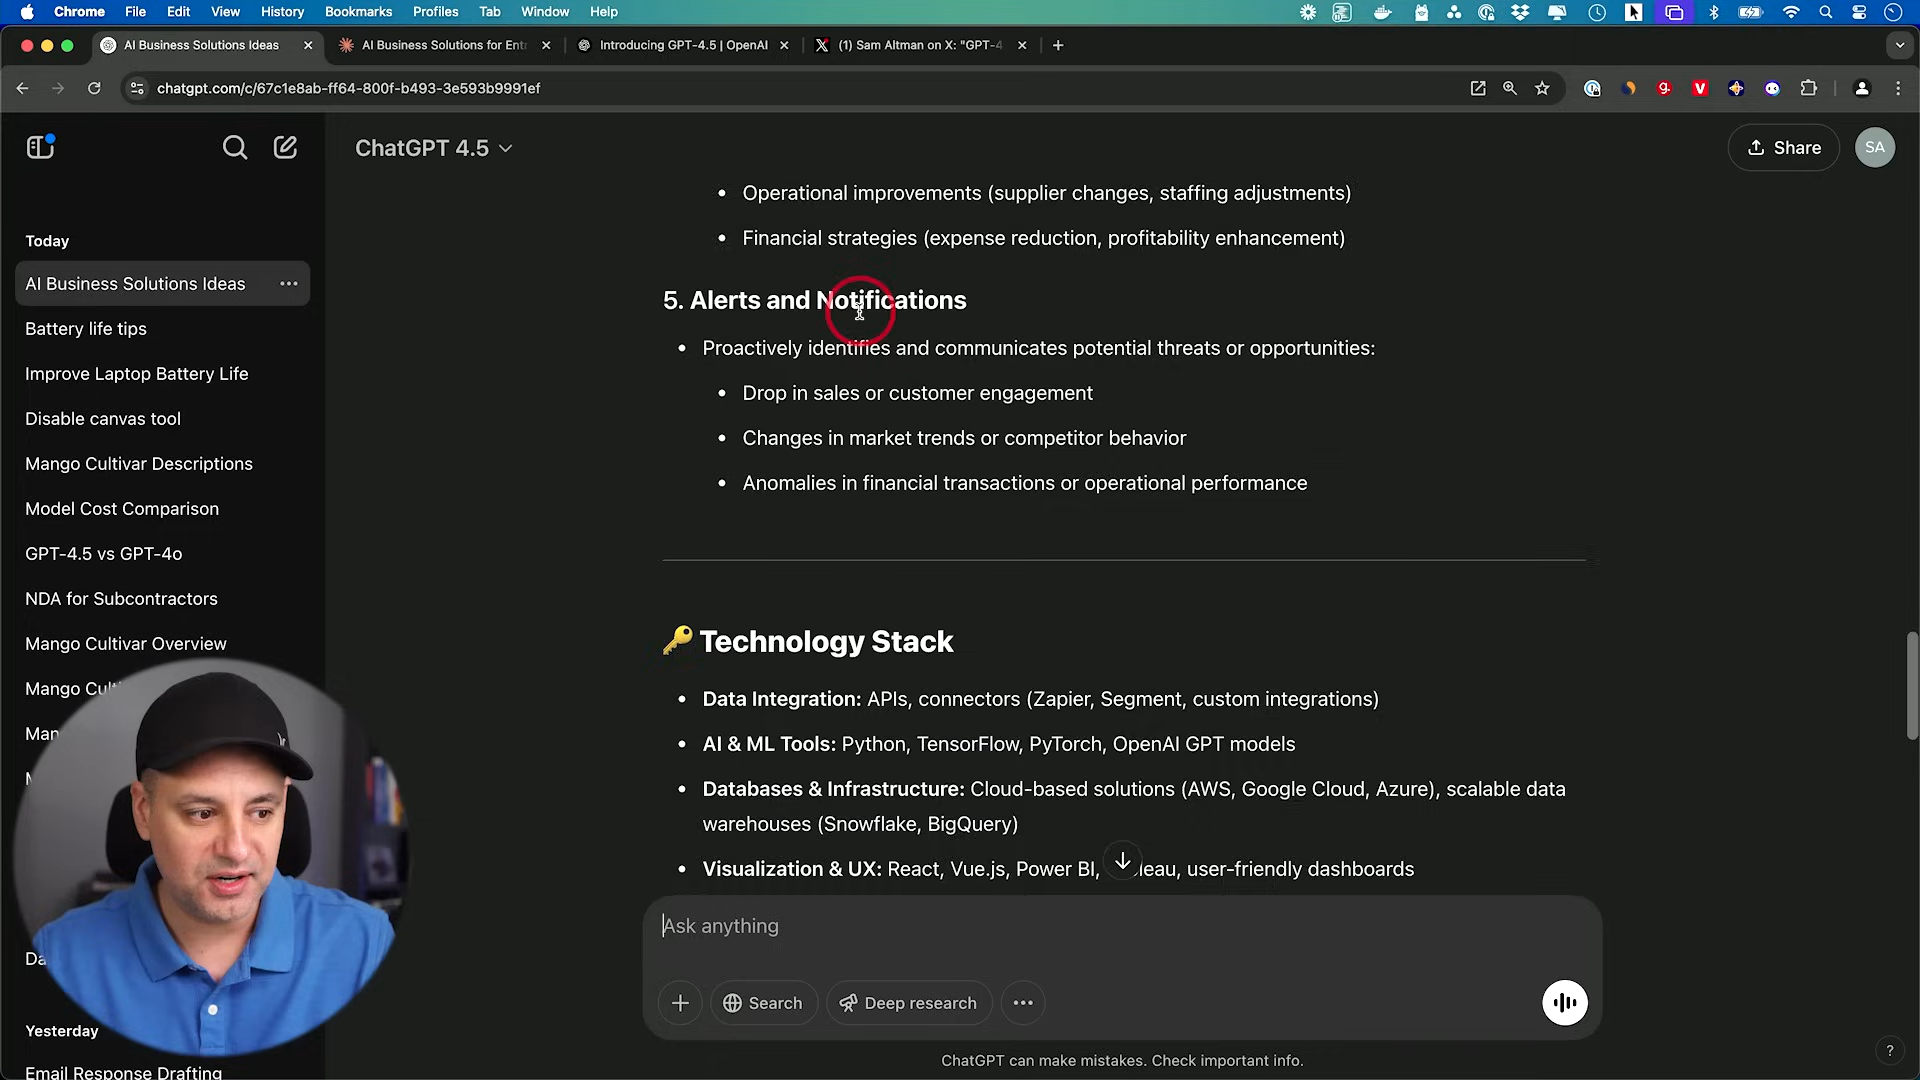 Chrome File Edit View History Bookmarks Profiles Tab Window Help
AI Business Solutions Ideas
AI Business Solutions for Ent
Introducing GPT-4.5 | OpenAI
(1) Sam Altman on X: "GPT-4
chatgpt.com/c/67c1e8ab-ff64-800f-b493-3e593b9991ef
ChatGPT 4.5
Share
SA
Today
AI Business Solutions Ideas
Battery life tips
Improve Laptop Battery Life
Disable canvas tool
Mango Cultivar Descriptions
Model Cost Comparison
GPT-4.5 vs GPT-4o
NDA for Subcontractors
Mango Cultivar Overview
Mango Cu
Man
M
Da
Yesterday
Email Response Drafting
• Operational improvements (supplier changes, staffing adjustments)
• Financial strategies (expense reduction, profitability enhancement)
5. Alerts and Notifications
• Proactively identifies and communicates potential threats or opportunities:
• Drop in sales or customer engagement
• Changes in market trends or competitor behavior
• Anomalies in financial transactions or operational performance
🔑 Technology Stack
• Data Integration: APIs, connectors (Zapier, Segment, custom integrations)
• AI & ML Tools: Python, TensorFlow, PyTorch, OpenAI GPT models
• Databases & Infrastructure: Cloud-based solutions (AWS, Google Cloud, Azure), scalable data
warehouses (Snowflake, BigQuery)
• Visualization & UX: React, Vue.js, Power BI, leau, user-friendly dashboards
Ask anything
Search
Deep research
ChatGPT can make mistakes. Check important info.
?